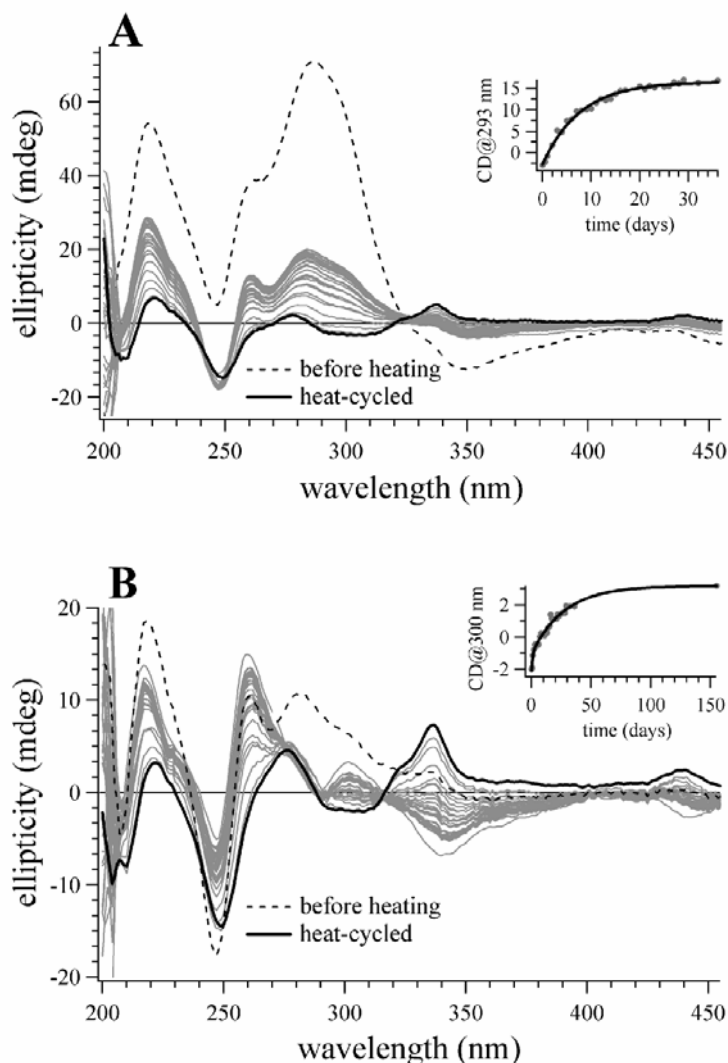 A
ellipticity (mdeg)
60
40
20
0
-20
before heating
heat-cycled
200
250
300
350
400
450
wavelength (nm)
CD@293 nm
15
10
5
0
0
10
20
30
time (days)
B
ellipticity (mdeg)
20
10
0
-10
-20
before heating
heat-cycled
200
250
300
350
400
450
wavelength (nm)
CD@300 nm
2
0
-2
0
50
100
150
time (days)